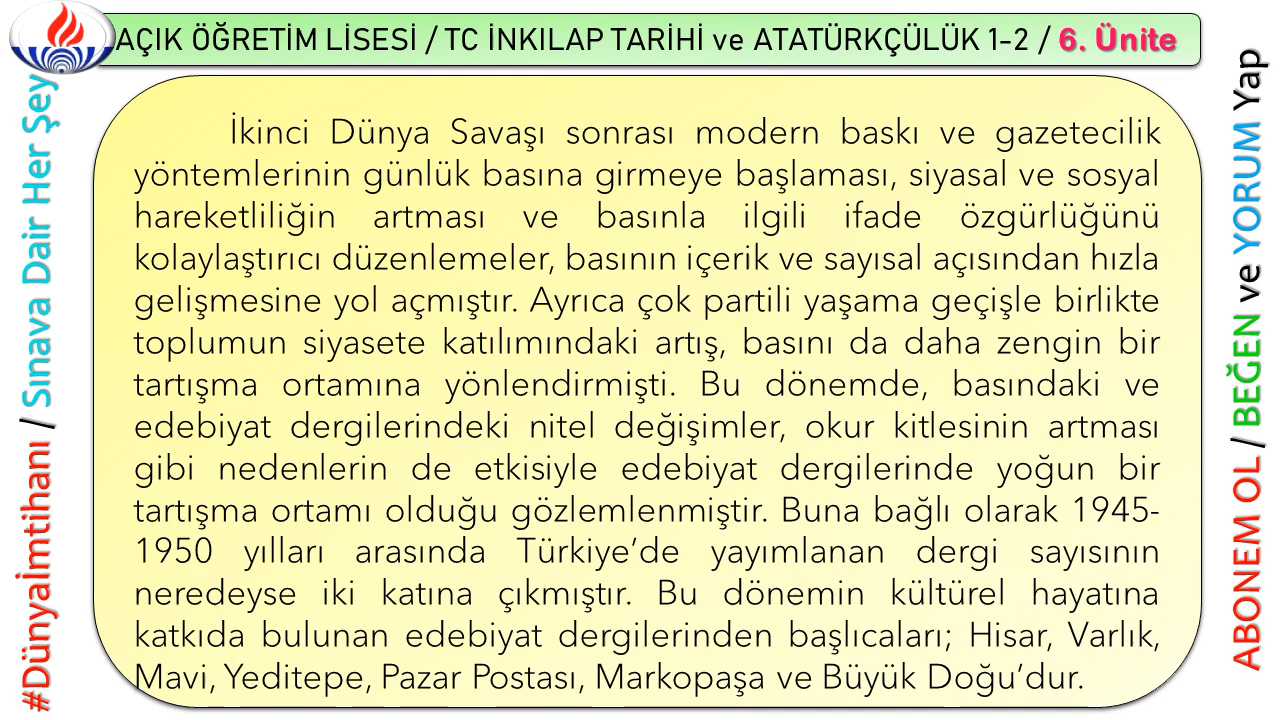 AÇIK ÖĞRETİM LİSESİ / TC İNKILAP TARİHİ ve ATATÜRKÇÜLÜK 1-2 / 6. Ünite
#Dünyaİmtihanı / Sınava Dair Her Şey
İkinci Dünya Savaşı sonrası modern baskı ve gazetecilik
yöntemlerinin günlük basına girmeye başlaması, siyasal ve sosyal
hareketliliğin artması ve basınla ilgili ifade özgürlüğünü
kolaylaştırıcı düzenlemeler, basının içerik ve sayısal açısından hızla
gelişmesine yol açmıştır. Ayrıca çok partili yaşama geçişle birlikte
toplumun siyasete katılımındaki artış, basını da daha zengin bir
tartışma ortamına yönlendirmişti. Bu dönemde, basındaki ve
edebiyat dergilerindeki nitel değişimler, okur kitlesinin artması
gibi nedenlerin de etkisiyle edebiyat dergilerinde yoğun bir
tartışma ortamı olduğu gözlemlenmiştir. Buna bağlı olarak 1945-
1950 yılları arasında Türkiye’de yayımlanan dergi sayısının
neredeyse iki katına çıkmıştır. Bu dönemin kültürel hayatına
katkıda bulunan edebiyat dergilerinden başlıcaları; Hisar, Varlık,
Mavi, Yeditepe, Pazar Postası, Markopaşa ve Büyük Doğu’dur.
ABONEM OL / BEĞEN ve YORUM Yap